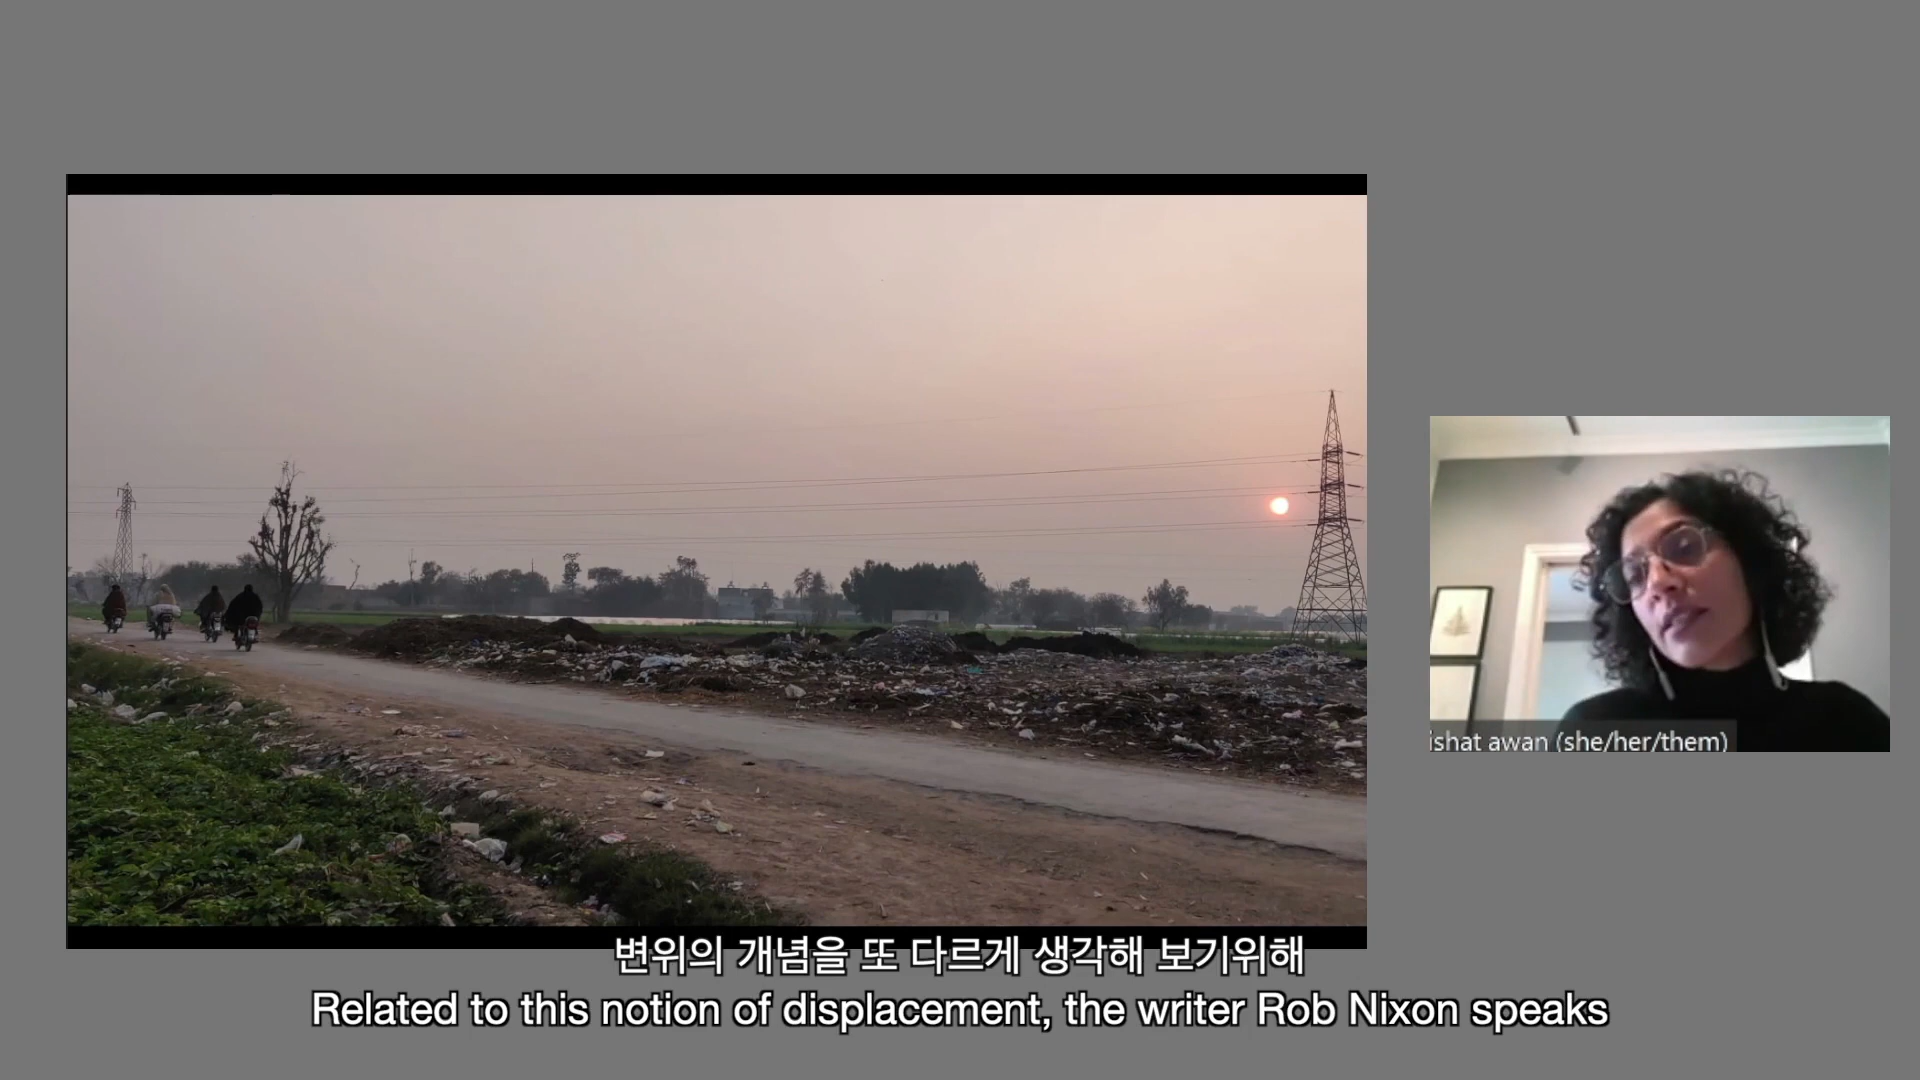 ishat awan (she/her/them)
변위의 개념을 또 다르게 생각해 보기위해
Related to this notion of displacement, the writer Rob Nixon speaks